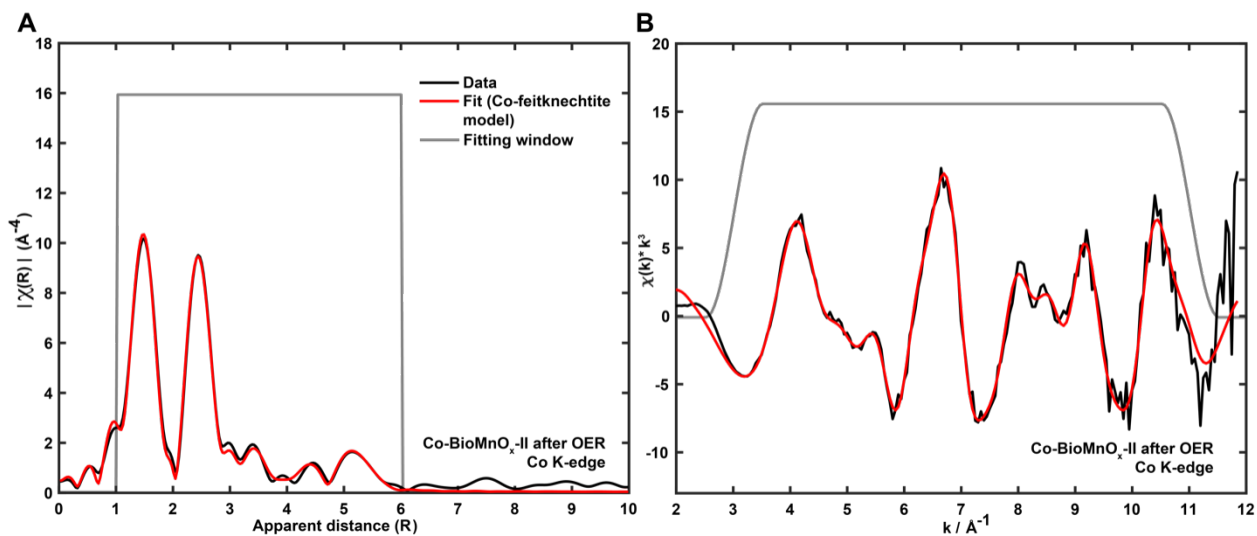 A
18
16
14
12
10
8
6
4
2
0
| χ(R) | (Å⁻⁴)
Data
Fit (Co-feitknechtite
model)
Fitting window
Co-BioMnOₓ-II after OER
Co K-edge
0 1 2 3 4 5 6 7 8 9 10
Apparent distance (R)
B
20
15
10
5
0
-5
-10
χ(k)* k³
Co-BioMnOₓ-II after OER
Co K-edge
2 3 4 5 6 7 8 9 10 11 12
k / Å⁻¹